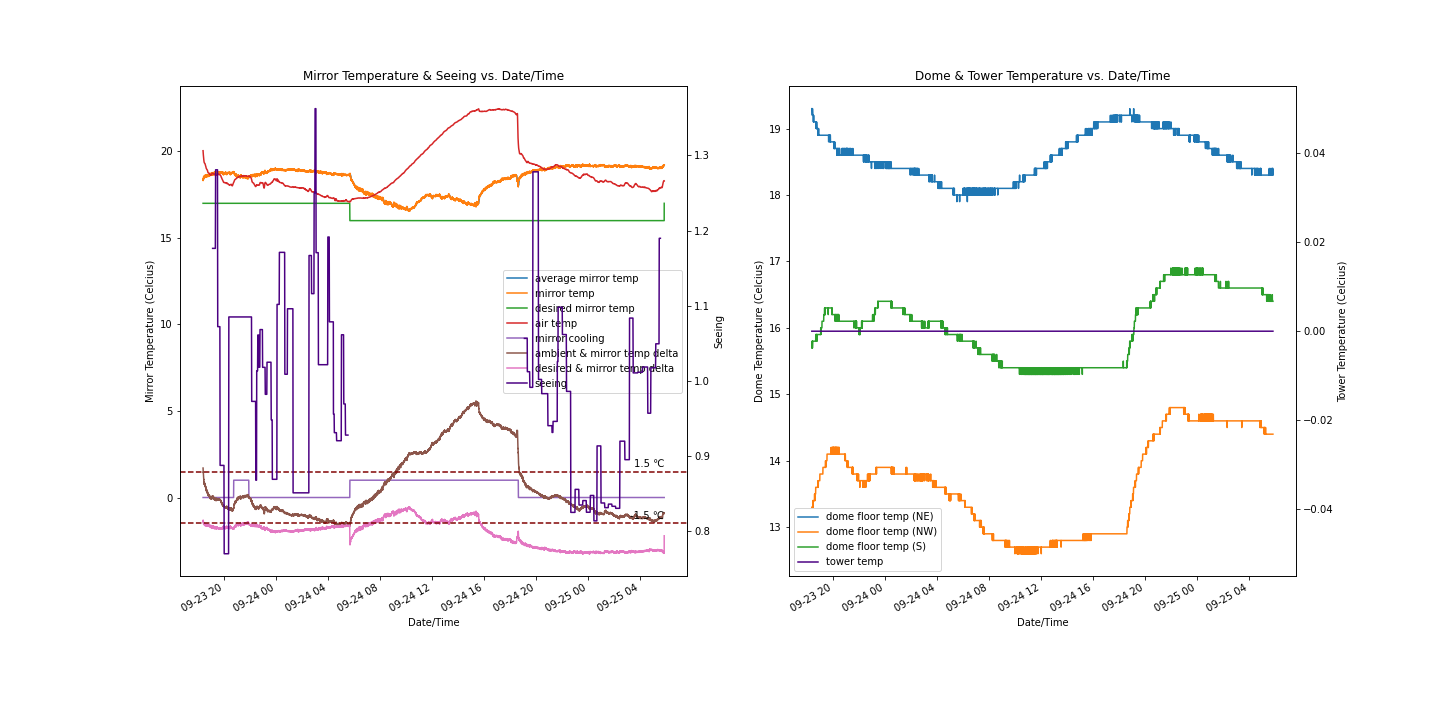 Mirror Temperature & Seeing vs. Date/Time
Mirror Temperature (Celcius)
20
15
10
5
0
1.3
1.2
1.1
1.0
0.9
0.8
Seeing
average mirror temp
mirror temp
desired mirror temp
air temp
mirror cooling
ambient & mirror temp delta
desired & mirror temp delta
seeing
1.5 °C
-1.5 °C
09-23 20
09-24 00
09-24 04
09-24 08
09-24 12
09-24 16
09-24 20
09-25 00
09-25 04
Date/Time
Dome & Tower Temperature vs. Date/Time
Dome Temperature (Celcius)
19
18
17
16
15
14
13
0.04
0.02
0.00
−0.02
−0.04
Tower Temperature (Celcius)
dome floor temp (NE)
dome floor temp (NW)
dome floor temp (S)
tower temp
09-23 20
09-24 00
09-24 04
09-24 08
09-24 12
09-24 16
09-24 20
09-25 00
09-25 04
Date/Time